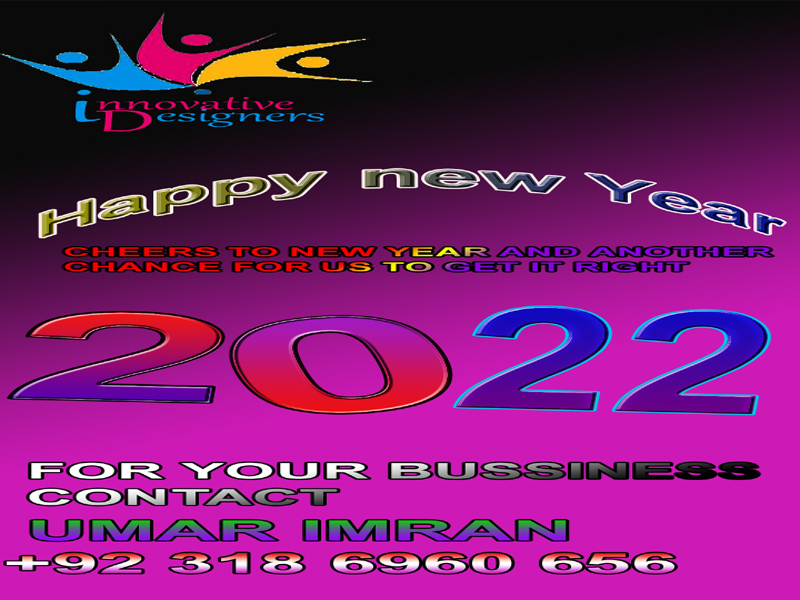 innovative
Designers
Happy new Year
CHEERS TO NEW YEAR AND ANOTHER
CHANCE FOR US TO GET IT RIGHT
2022
FOR YOUR BUSSINESS
CONTACT
UMAR IMRAN
+92 318 6960 656